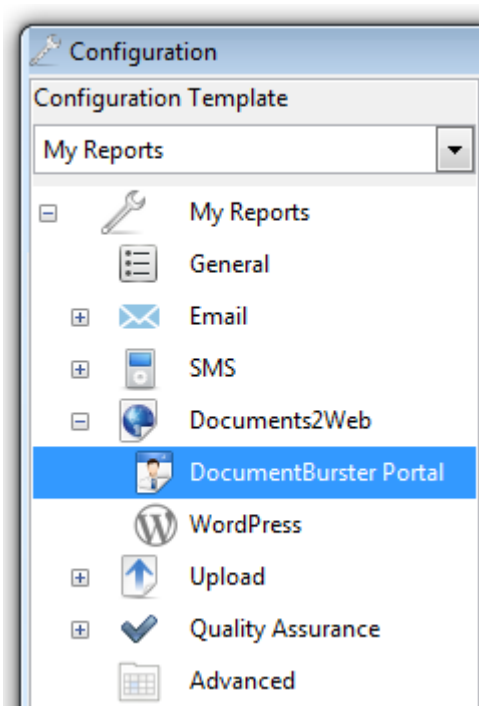 Configuration
Configuration Template
My Reports
My Reports
General
Email
SMS
Documents2Web
DocumentBurster Portal
WordPress
Upload
Quality Assurance
Advanced